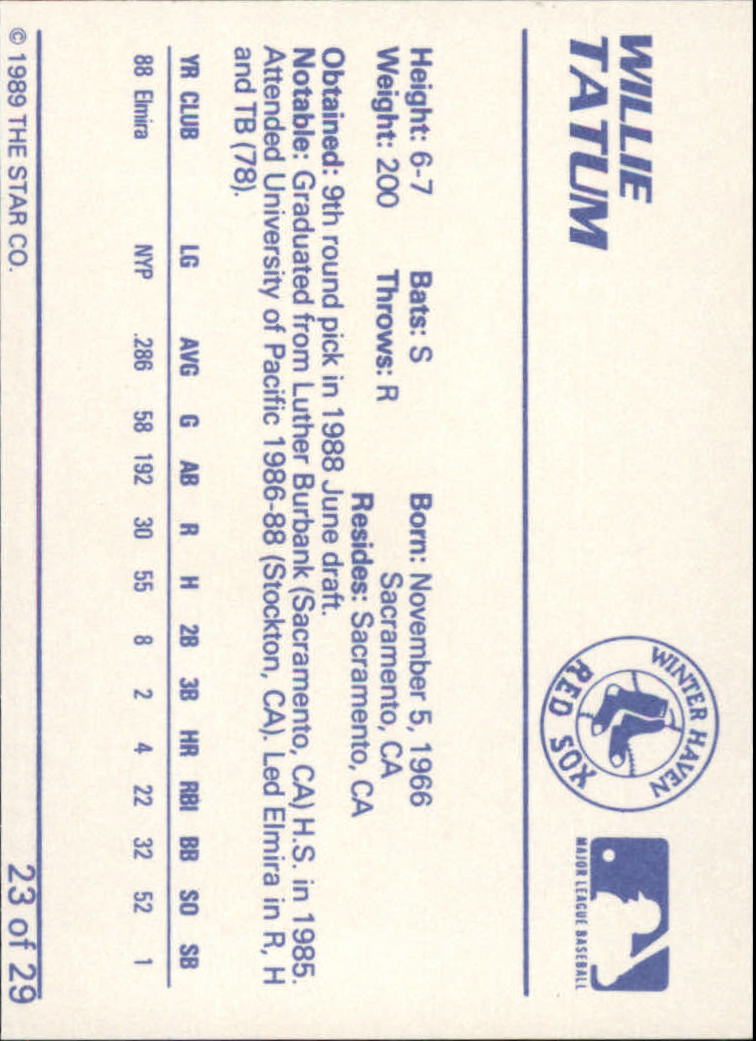 WILLIE
TATUM
WINTER HAVEN
RED SOX
MAJOR LEAGUE BASEBALL
Height: 6-7 Bats: S Born: November 5, 1966
Weight: 200 Throws: R Sacramento, CA
Resides: Sacramento, CA
Obtained: 9th round pick in 1988 June draft.
Notable: Graduated from Luther Burbank (Sacramento, CA) H.S. in 1985.
Attended University of Pacific 1986-88 (Stockton, CA). Led Elmira in R, H
and TB (78).
YR CLUB LG AVG G AB R H 2B 3B HR RBI BB SO SB
88 Elmira NYP .286 58 192 30 55 8 2 4 22 32 52 1
© 1989 THE STAR CO. 23 of 29